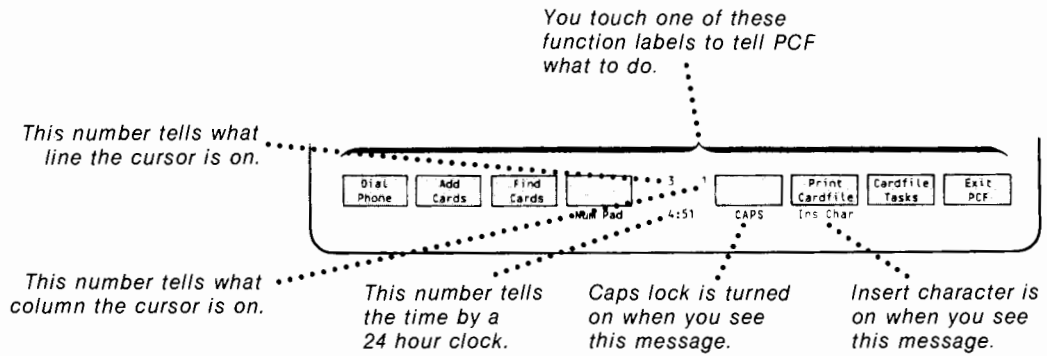 You touch one of these
function labels to tell PCF
what to do.
This number tells what
line the cursor is on.
3 1
Dial Phone
Add Cards
Find Cards
Print Cardfile
Cardfile Tasks
Exit PCF
Num Pad 4:51 CAPS Ins Char
This number tells what
column the cursor is on.
This number tells
the time by a
24 hour clock.
Caps lock is turned
on when you see
this message.
Insert character is
on when you see
this message.